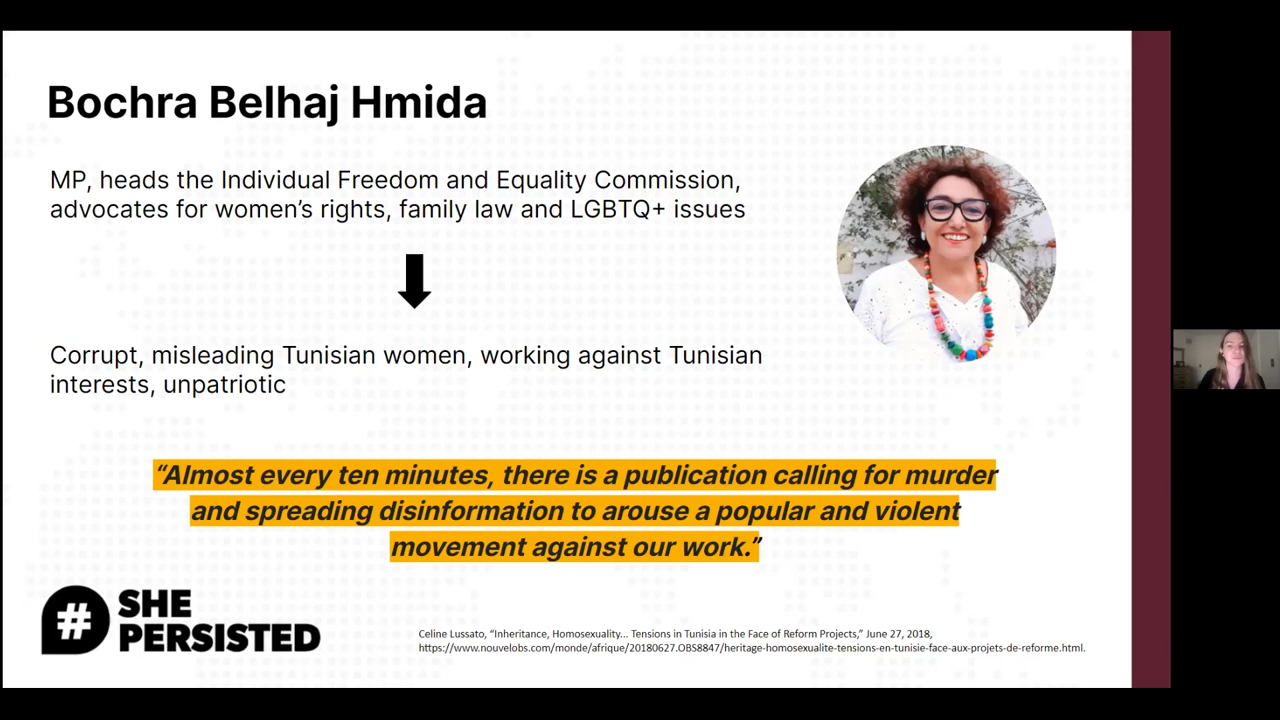 Bochra Belhaj Hmida
MP, heads the Individual Freedom and Equality Commission,
advocates for women’s rights, family law and LGBTQ+ issues
Corrupt, misleading Tunisian women, working against Tunisian
interests, unpatriotic
“Almost every ten minutes, there is a publication calling for murder
and spreading disinformation to arouse a popular and violent
movement against our work.”
# SHE
PERSISTED
Celine Lussato, “Inheritance, Homosexuality... Tensions in Tunisia in the Face of Reform Projects,” June 27, 2018,
https://www.nouvelobs.com/monde/afrique/20180627.OBS8847/heritage-homosexualite-tensions-en-tunisie-face-aux-projets-de-reforme.html.